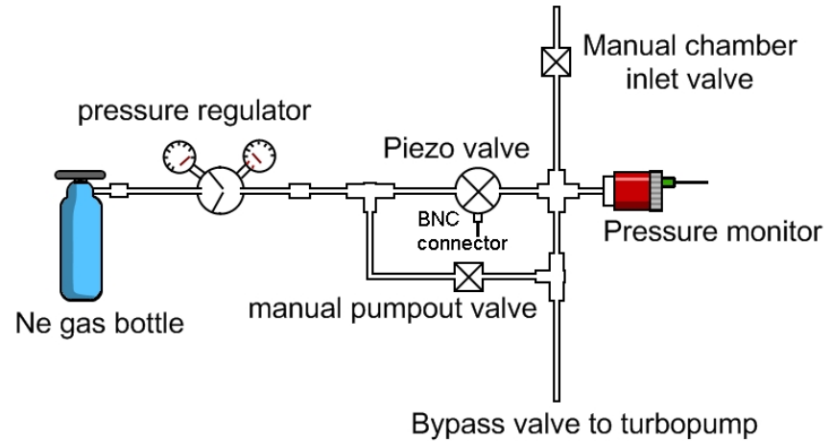 Manual chamber
inlet valve
pressure regulator
Piezo valve
BNC
connector
Pressure monitor
Ne gas bottle
manual pumpout valve
Bypass valve to turbopump